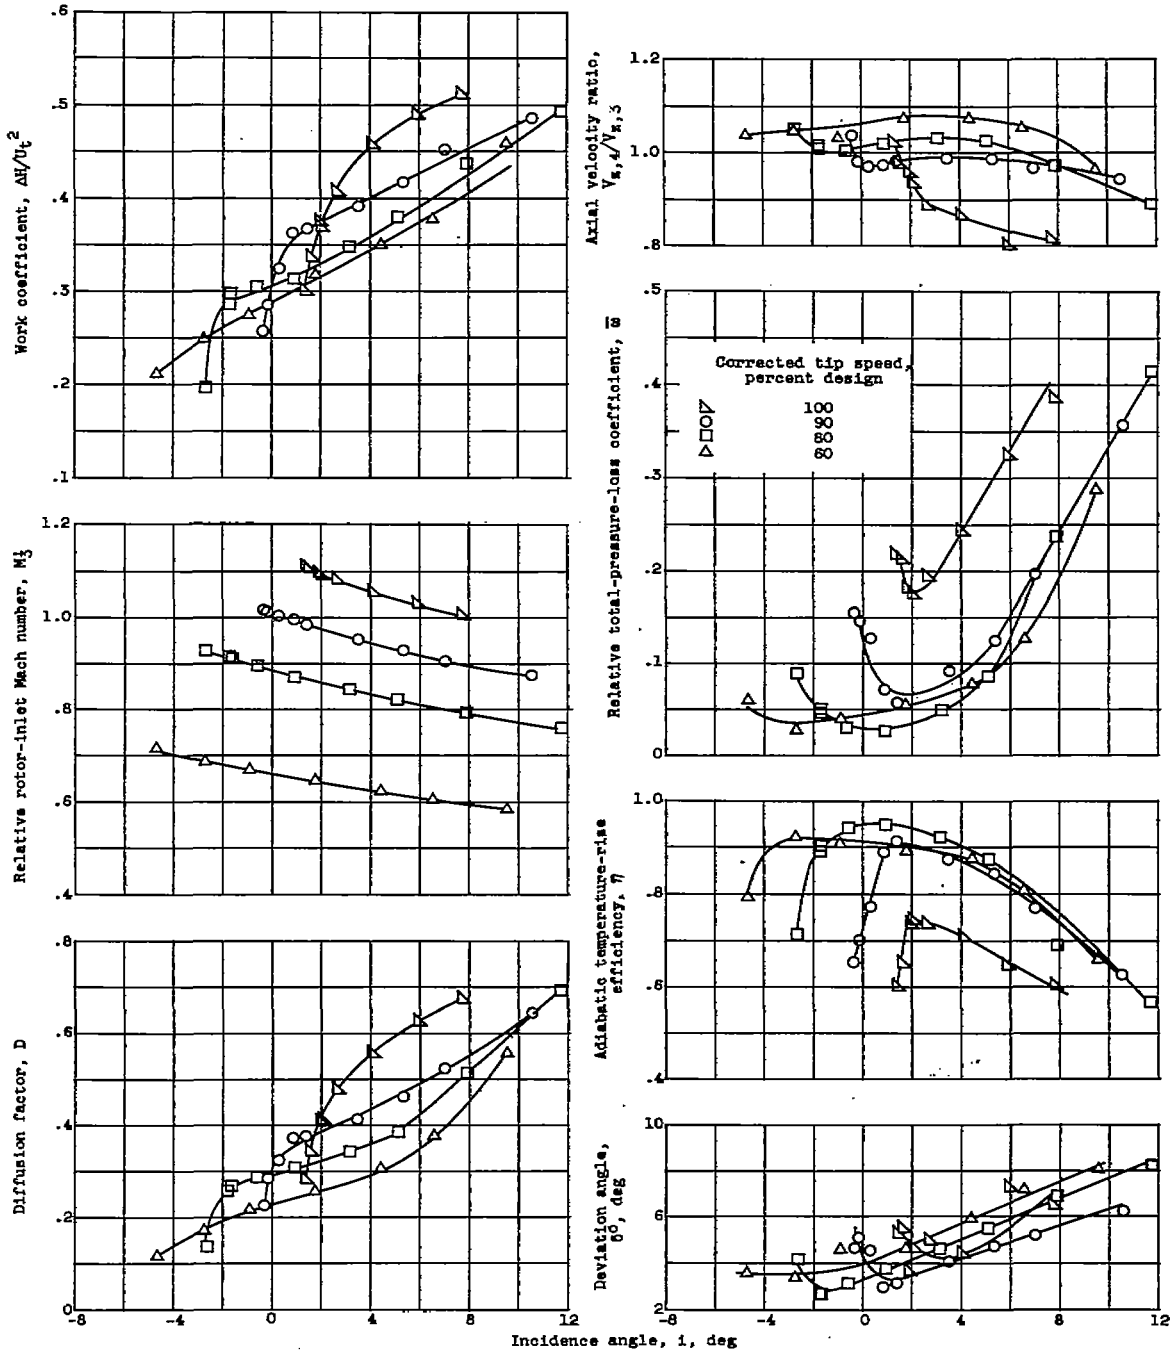 .6
.5
.4
.3
.2
.1
Work coefficient, ΔH/Ut²
1.2
1.0
.8
.6
.4
Relative rotor-inlet Mach number, M₃'
.8
.6
.4
.2
0
Diffusion factor, D
-8 -4 0 4 8 12
1.2
1.0
.8
Axial velocity ratio,
Vz,4/Vz,3
.5
.4
.3
.2
.1
0
Relative total-pressure-loss coefficient, ω̄
Corrected tip speed,
percent design
100
90
80
60
1.0
.8
.6
.4
Adiabatic temperature-rise
efficiency, η
10
6
2
Deviation angle,
δ°, deg
-8 -4 0 4 8 12
Incidence angle, i, deg